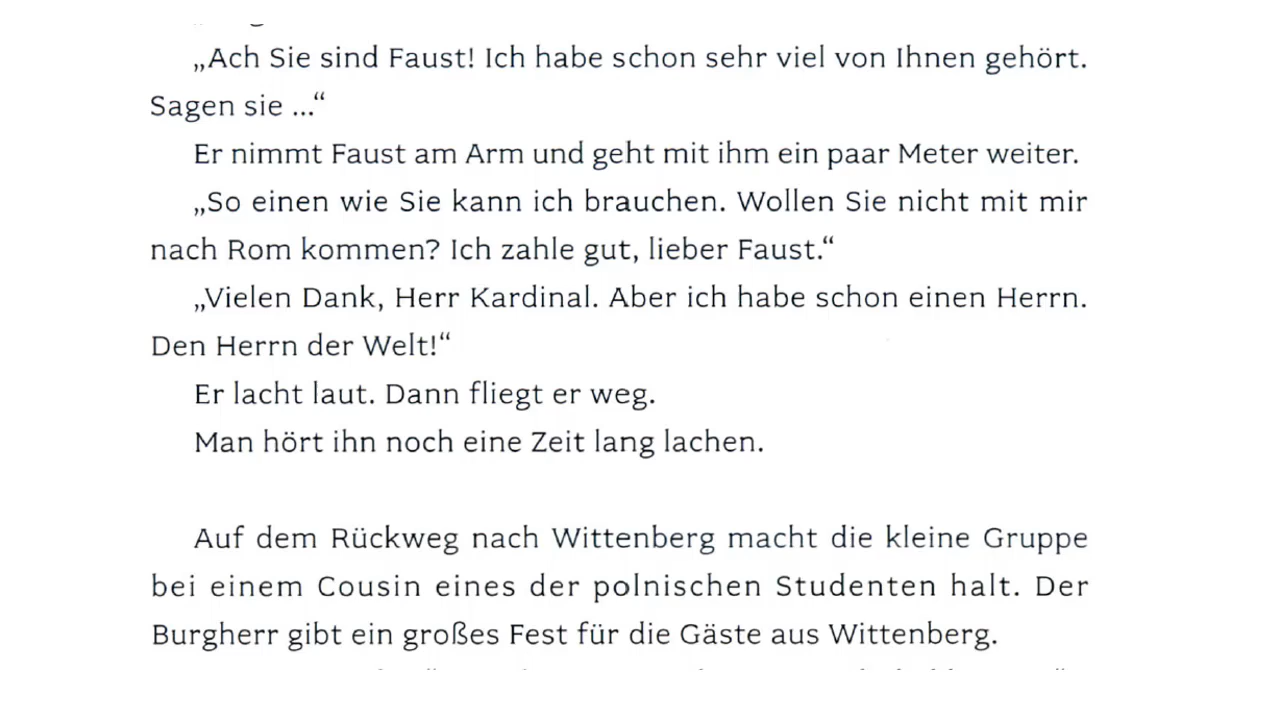 „Ach Sie sind Faust! Ich habe schon sehr viel von Ihnen gehört.
Sagen sie ...“
Er nimmt Faust am Arm und geht mit ihm ein paar Meter weiter.
„So einen wie Sie kann ich brauchen. Wollen Sie nicht mit mir
nach Rom kommen? Ich zahle gut, lieber Faust.“
„Vielen Dank, Herr Kardinal. Aber ich habe schon einen Herrn.
Den Herrn der Welt!“
Er lacht laut. Dann fliegt er weg.
Man hört ihn noch eine Zeit lang lachen.
Auf dem Rückweg nach Wittenberg macht die kleine Gruppe
bei einem Cousin eines der polnischen Studenten halt. Der
Burgherr gibt ein großes Fest für die Gäste aus Wittenberg.